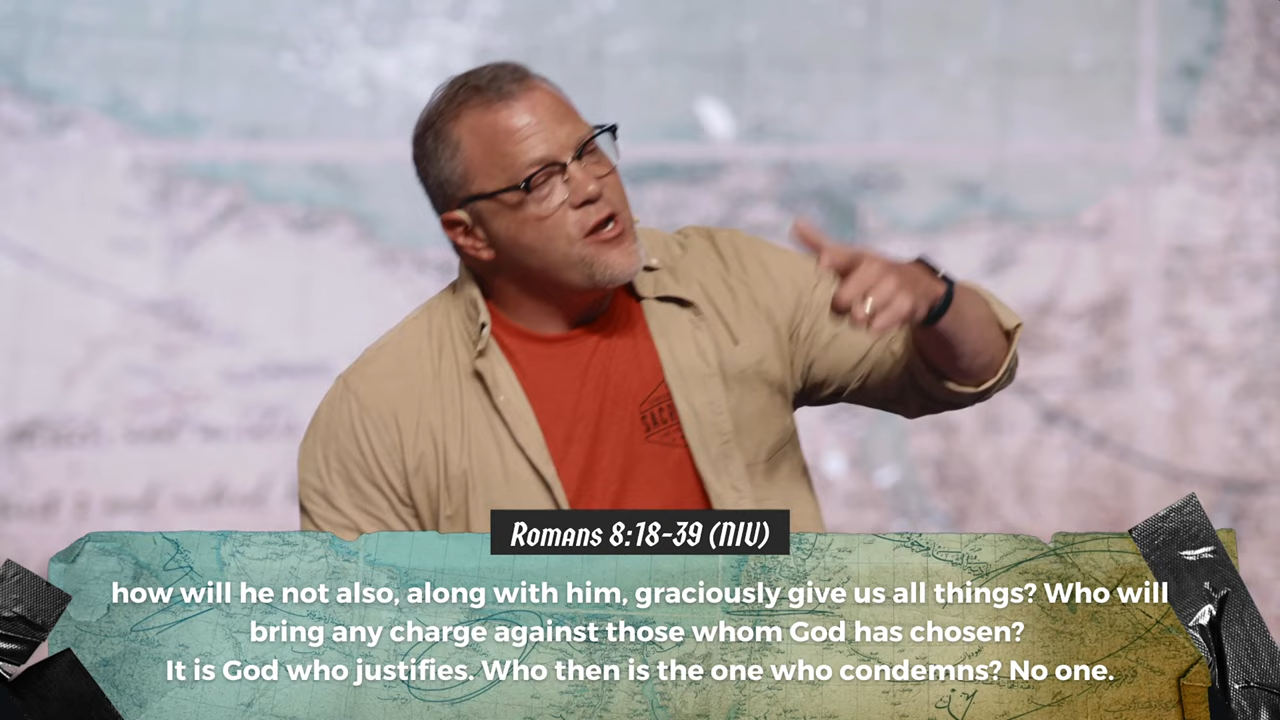 Romans 8:18-39 (NIV)
how will he not also, along with him, graciously give us all things? Who will
bring any charge against those whom God has chosen?
It is God who justifies. Who then is the one who condemns? No one.